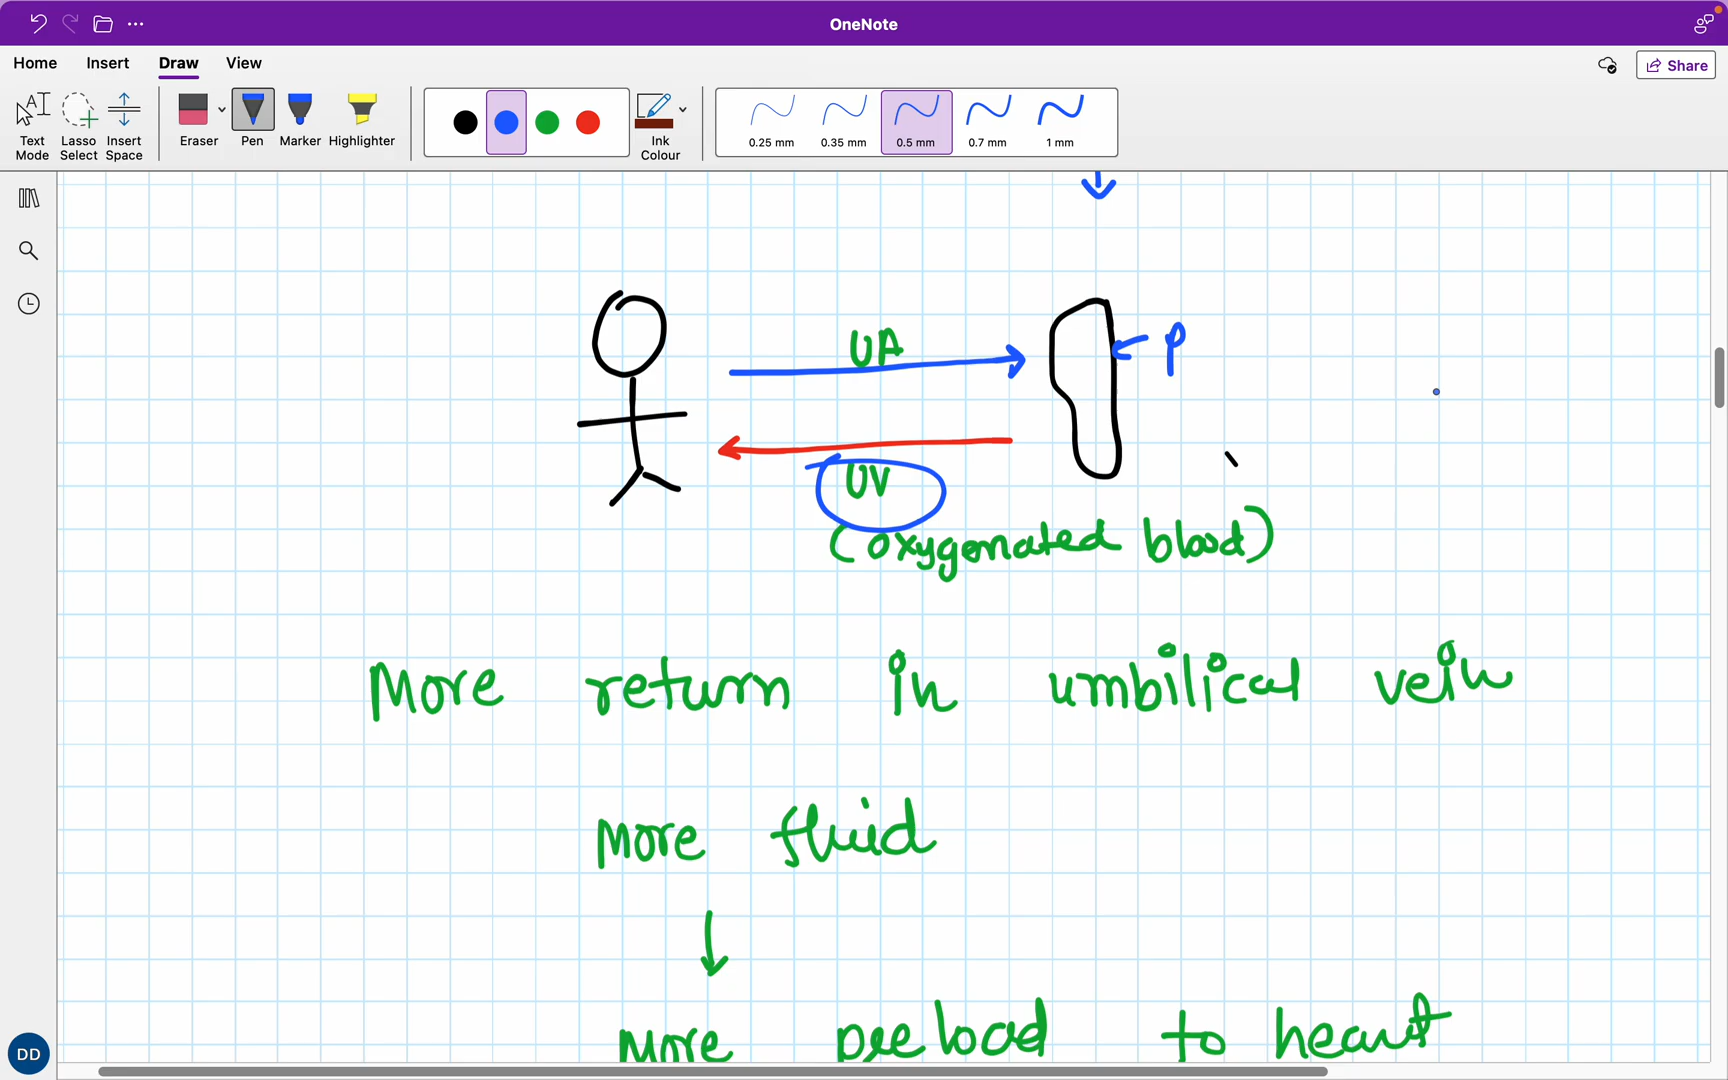 OneNote
Home Insert Draw View
Share
Text Mode
Lasso Select
Insert Space
Eraser
Pen
Marker
Highlighter
Ink Colour
0.25 mm
0.35 mm
0.5 mm
0.7 mm
1 mm
UA
P
UV
(oxygenated blood)
More return in umbilical vein
More fluid
More preload to heart
DD